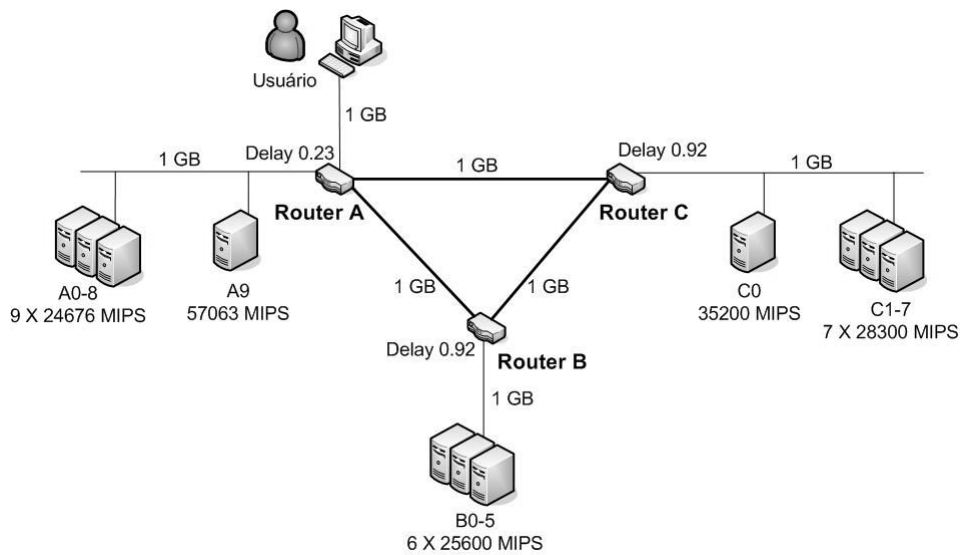 Usuário
1 GB
1 GB
Delay 0.23
1 GB
Delay 0.92
1 GB
Router A
Router C
A0-8
9 X 24676 MIPS
A9
57063 MIPS
1 GB
1 GB
C0
35200 MIPS
C1-7
7 X 28300 MIPS
Delay 0.92
Router B
1 GB
B0-5
6 X 25600 MIPS